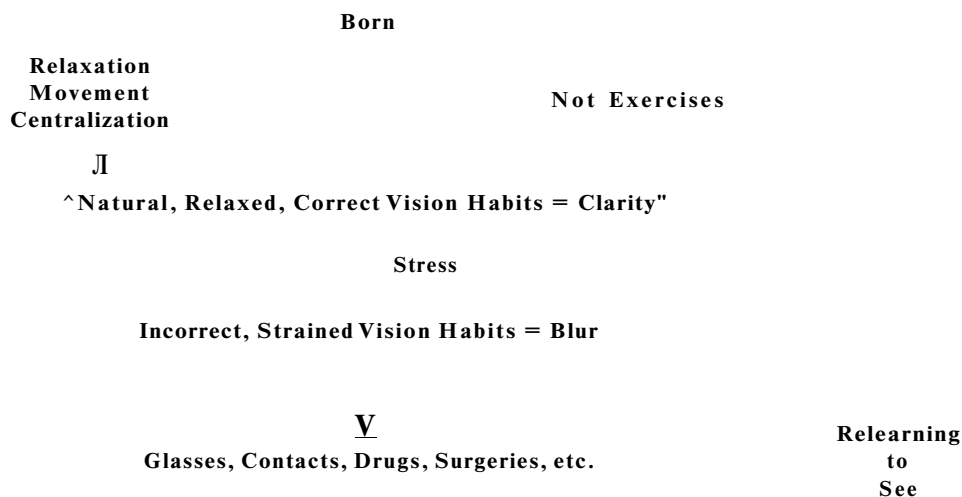 Born
Relaxation
Movement
Centralization
Not Exercises
Л
^Natural, Relaxed, Correct Vision Habits = Clarity"
Stress
Incorrect, Strained Vision Habits = Blur
V
Glasses, Contacts, Drugs, Surgeries, etc.
Relearning
to
See